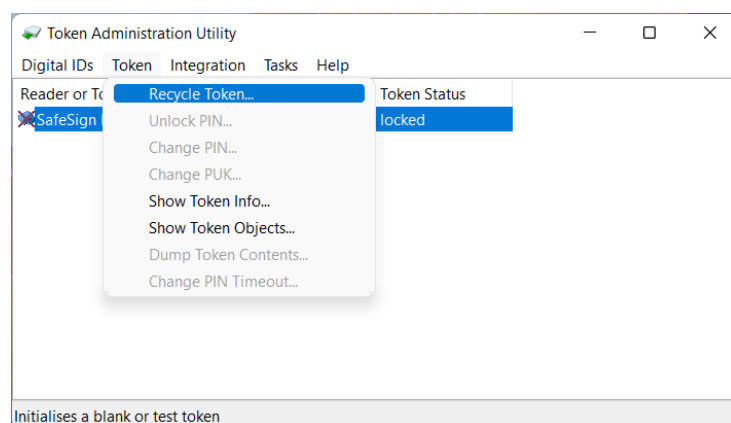 Token Administration Utility
Digital IDs Token Integration Tasks Help
Reader or Token Status
Recycle Token...
SafeSign locked
Unlock PIN...
Change PIN...
Change PUK...
Show Token Info...
Show Token Objects...
Dump Token Contents...
Change PIN Timeout...
Initialises a blank or test token